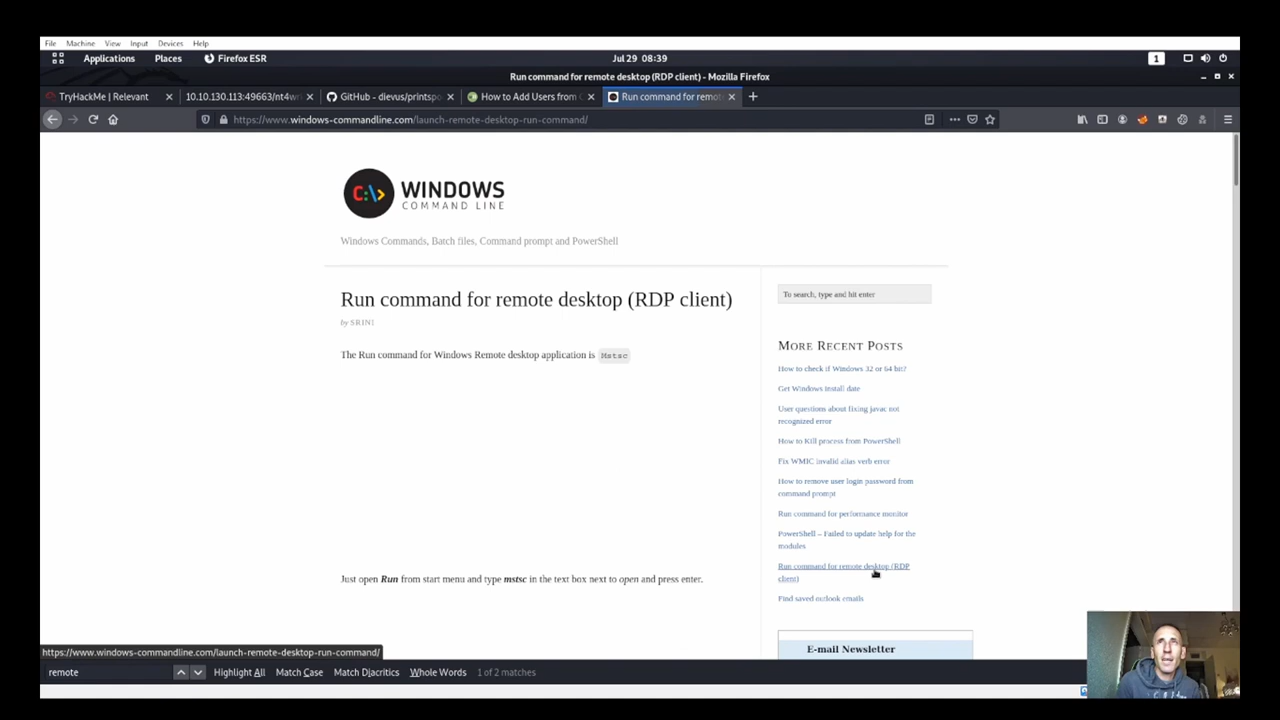 File Machine View Input Devices Help
Applications Places Firefox ESR Jul 29 08:39 1
Run command for remote desktop (RDP client) - Mozilla Firefox
TryHackMe | Relevant 10.10.130.113:49663/nt4wr GitHub - dievus/printspo How to Add Users from C Run command for remot
https://www.windows-commandline.com/launch-remote-desktop-run-command/
C:\>
WINDOWS
COMMAND LINE
Windows Commands, Batch files, Command prompt and PowerShell
Run command for remote desktop (RDP client)
by SRINI
The Run command for Windows Remote desktop application is Mstsc
Just open Run from start menu and type mstsc in the text box next to open and press enter.
To search, type and hit enter
MORE RECENT POSTS
How to check if Windows 32 or 64 bit?
Get Windows install date
User questions about fixing javac not
recognized error
How to Kill process from PowerShell
Fix WMIC invalid alias verb error
How to remove user login password from
command prompt
Run command for performance monitor
PowerShell – Failed to update help for the
modules
Run command for remote desktop (RDP
client)
Find saved outlook emails
E-mail Newsletter
https://www.windows-commandline.com/launch-remote-desktop-run-command/
remote Highlight All Match Case Match Diacritics Whole Words 1 of 2 matches